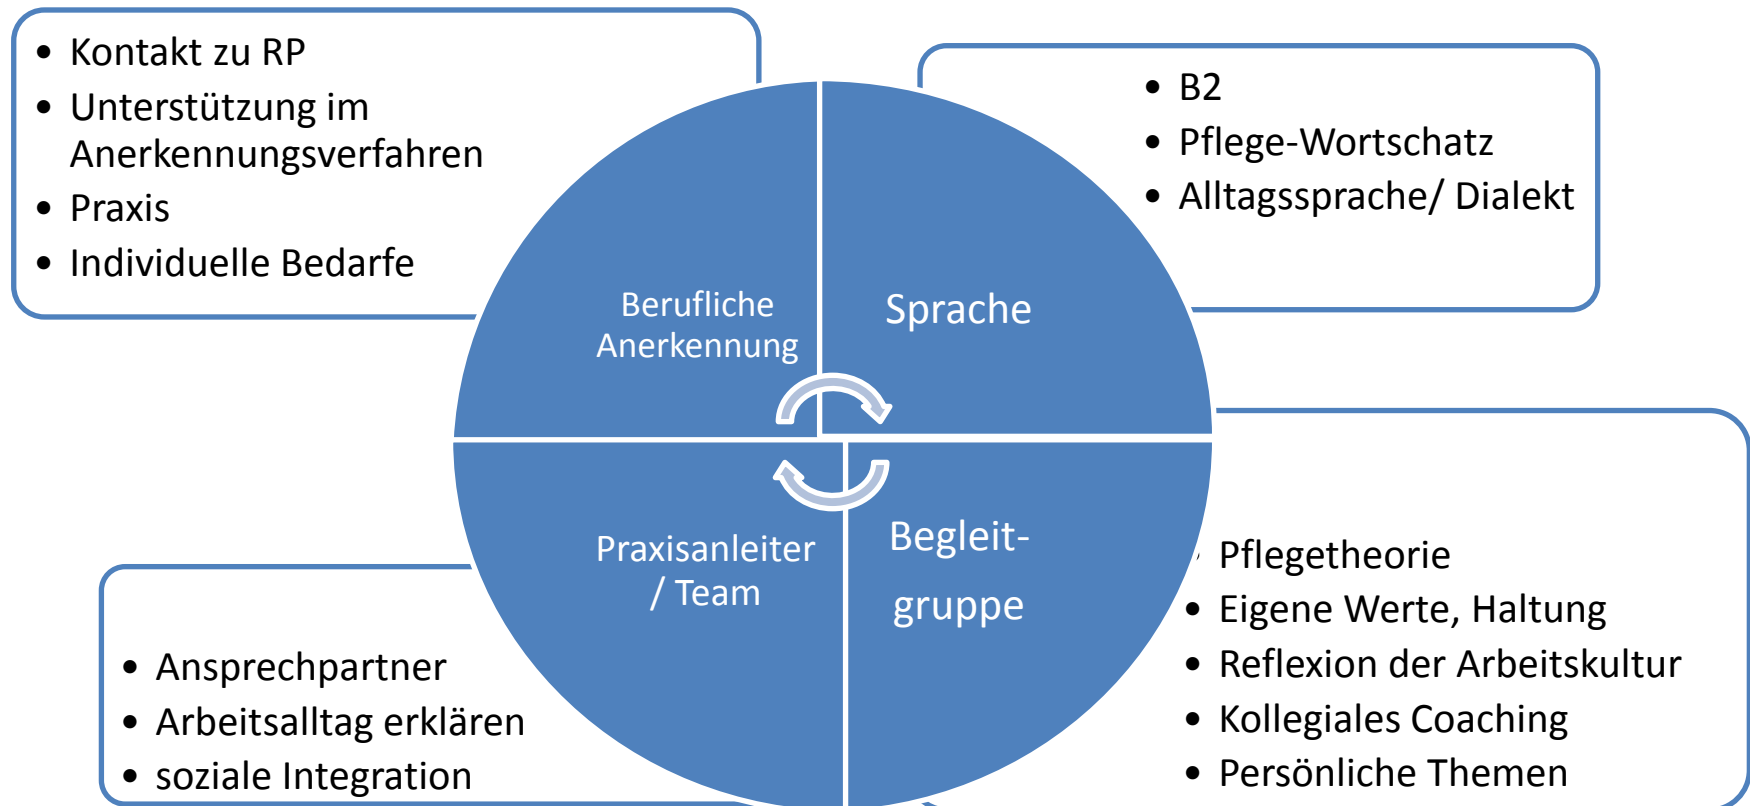 • Kontakt zu RP
• Unterstützung im
Anerkennungsverfahren
• Praxis
• Individuelle Bedarfe
• B2
• Pflege-Wortschatz
• Alltagssprache/ Dialekt
Berufliche
Anerkennung
Sprache
Praxisanleiter
/ Team
Begleit-
gruppe
• Ansprechpartner
• Arbeitsalltag erklären
• soziale Integration
• Pflegetheorie
• Eigene Werte, Haltung
• Reflexion der Arbeitskultur
• Kollegiales Coaching
• Persönliche Themen